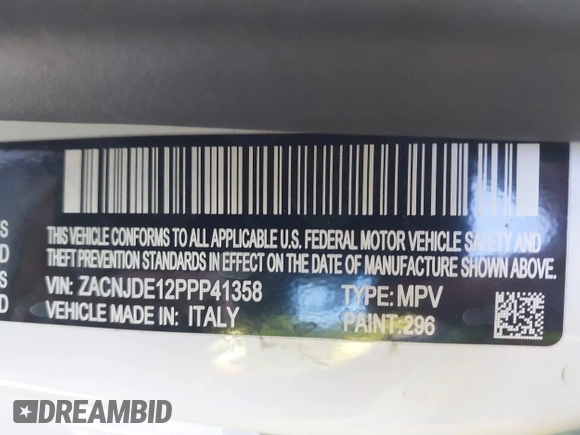 THIS VEHICLE CONFORMS TO ALL APPLICABLE U.S. FEDERAL MOTOR VEHICLE SAFETY AND
THEFT PREVENTION STANDARDS IN EFFECT ON THE DATE OF MANUFACTURE SHOWN ABOVE.
VIN: ZACNJDE12PPP41358 TYPE: MPV
VEHICLE MADE IN ITALY PAINT: 296
S
D
S
D
DREAMBID